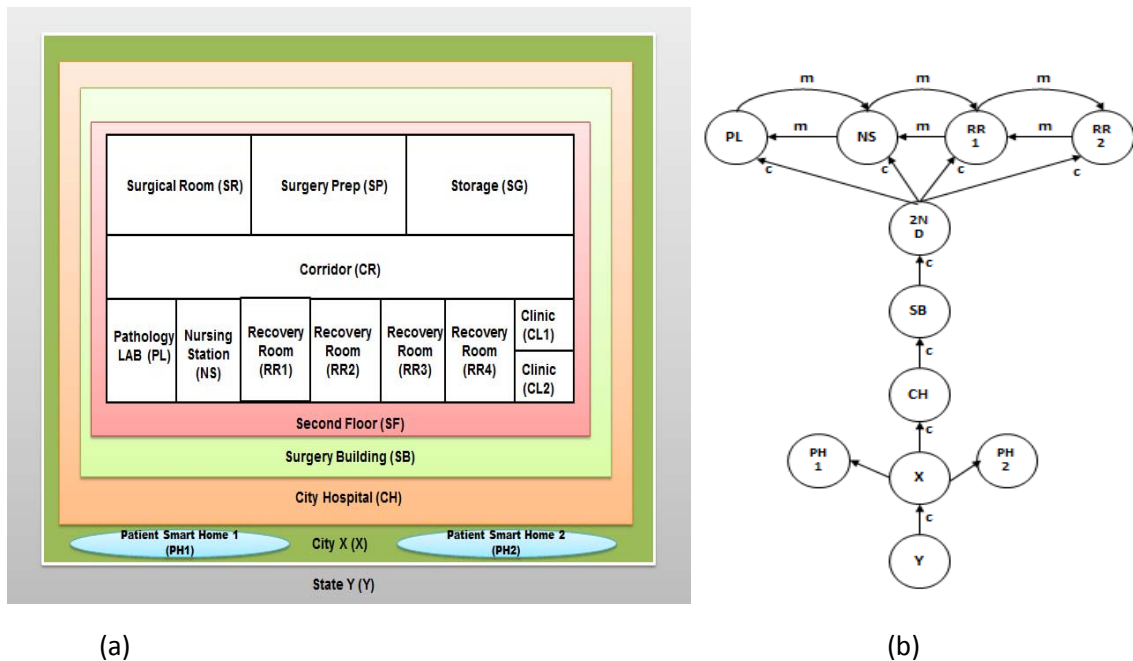 Surgical Room (SR)
Surgery Prep (SP)
Storage (SG)
Corridor (CR)
Pathology
LAB (PL)
Nursing
Station
(NS)
Recovery
Room
(RR1)
Recovery
Room
(RR2)
Recovery
Room
(RR3)
Recovery
Room
(RR4)
Clinic
(CL1)
Clinic
(CL2)
Second Floor (SF)
Surgery Building (SB)
City Hospital (CH)
Patient Smart Home 1
(PH1)
City X (X)
Patient Smart Home 2
(PH2)
State Y (Y)
(a)
m
m
m
PL
m
NS
m
RR
1
m
RR
2
c
c
c
c
2N
D
c
SB
c
CH
c
PH
1
X
PH
2
c
Y
(b)